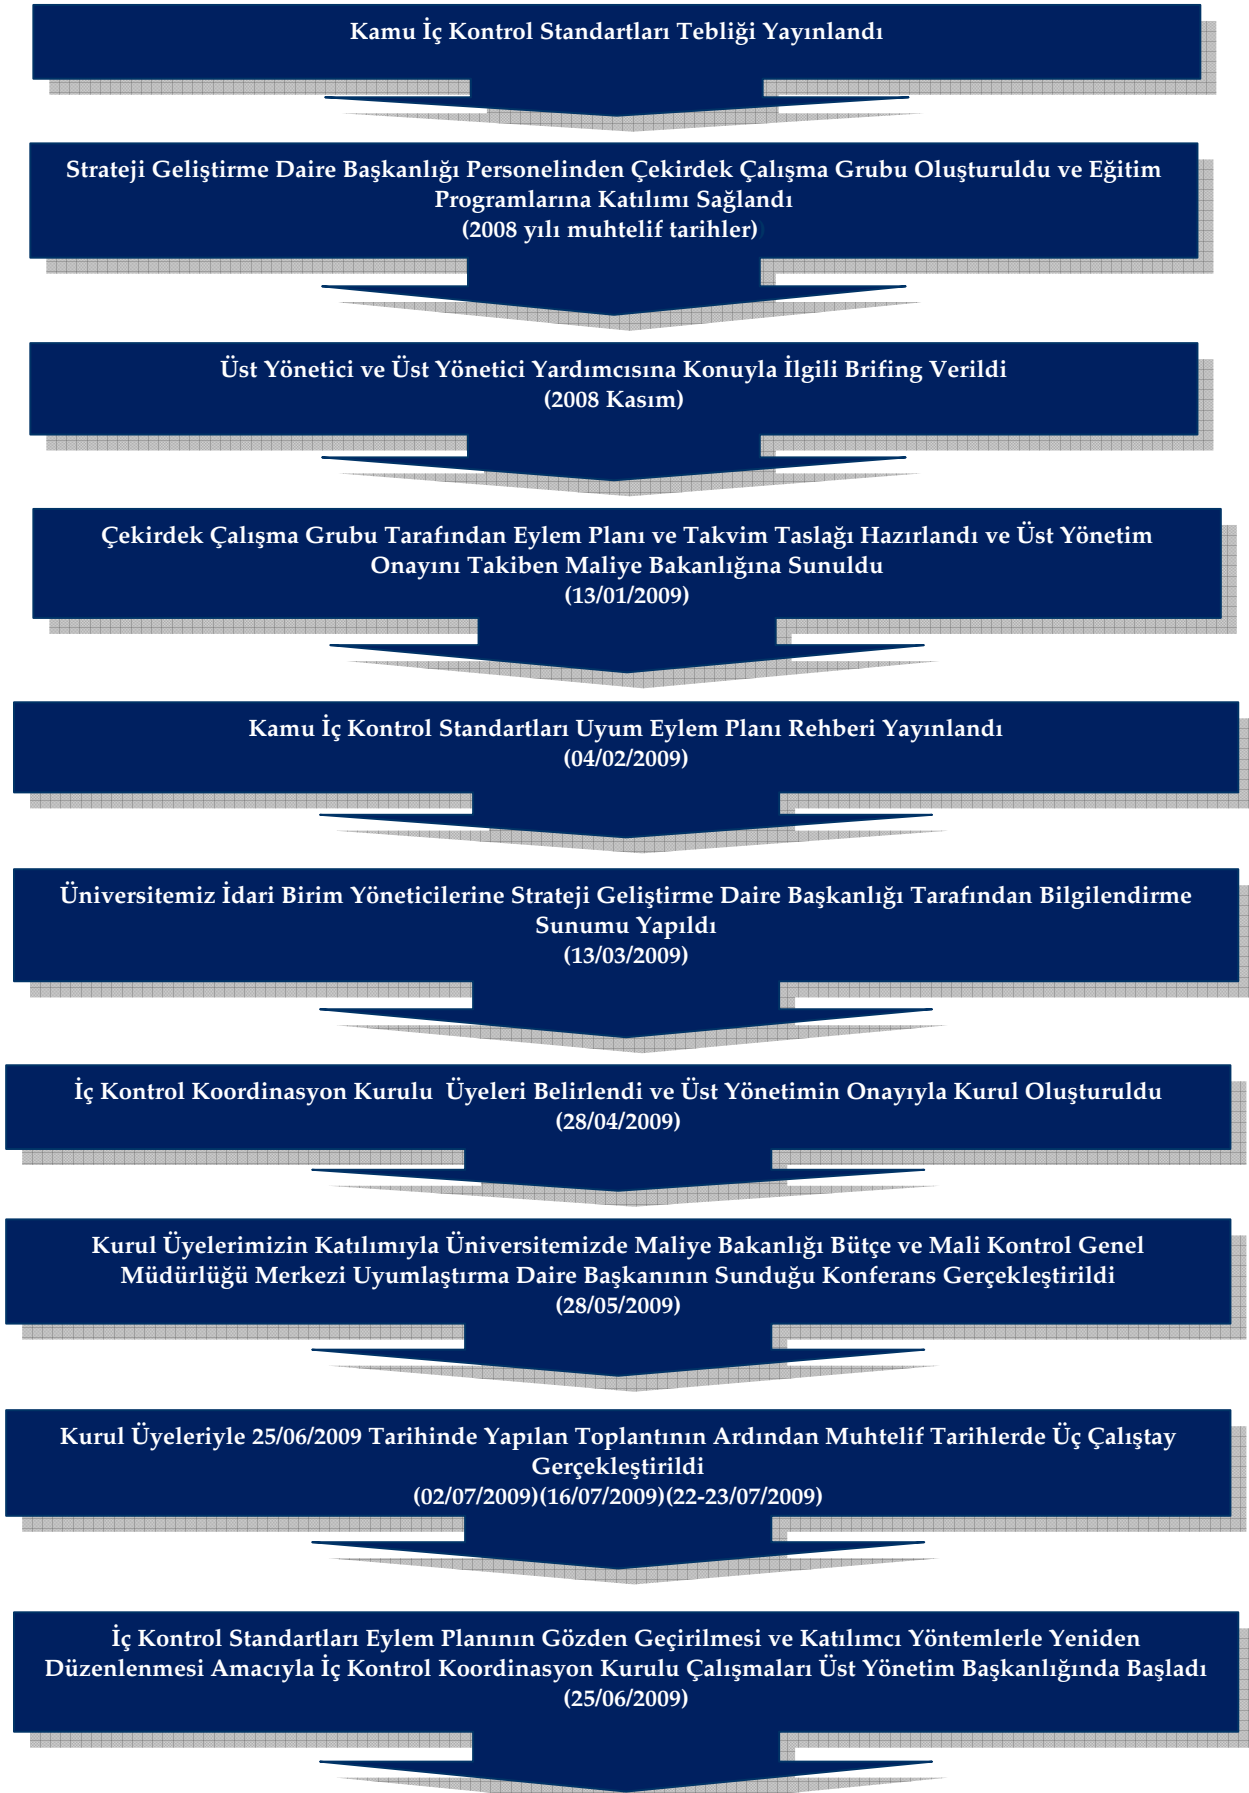 Kamu İç Kontrol Standartları Tebliği Yayınlandı
Strateji Geliştirme Daire Başkanlığı Personelinden Çekirdek Çalışma Grubu Oluşturuldu ve Eğitim
Programlarına Katılımı Sağlandı
(2008 yılı muhtelif tarihler)
Üst Yönetici ve Üst Yönetici Yardımcısına Konuyla İlgili Brifing Verildi
(2008 Kasım)
Çekirdek Çalışma Grubu Tarafından Eylem Planı ve Takvim Taslağı Hazırlandı ve Üst Yönetim
Onayını Takiben Maliye Bakanlığına Sunuldu
(13/01/2009)
Kamu İç Kontrol Standartları Uyum Eylem Planı Rehberi Yayınlandı
(04/02/2009)
Üniversitemiz İdari Birim Yöneticilerine Strateji Geliştirme Daire Başkanlığı Tarafından Bilgilendirme
Sunumu Yapıldı
(13/03/2009)
İç Kontrol Koordinasyon Kurulu  Üyeleri Belirlendi ve Üst Yönetimin Onayıyla Kurul Oluşturuldu
(28/04/2009)
Kurul Üyelerimizin Katılımıyla Üniversitemizde Maliye Bakanlığı Bütçe ve Mali Kontrol Genel
Müdürlüğü Merkezi Uyumlaştırma Daire Başkanının Sunduğu Konferans Gerçekleştirildi
(28/05/2009)
Kurul Üyeleriyle 25/06/2009 Tarihinde Yapılan Toplantının Ardından Muhtelif Tarihlerde Üç Çalıştay
Gerçekleştirildi
(02/07/2009)(16/07/2009)(22-23/07/2009)
İç Kontrol Standartları Eylem Planının Gözden Geçirilmesi ve Katılımcı Yöntemlerle Yeniden
Düzenlenmesi Amacıyla İç Kontrol Koordinasyon Kurulu Çalışmaları Üst Yönetim Başkanlığında Başladı
(25/06/2009)